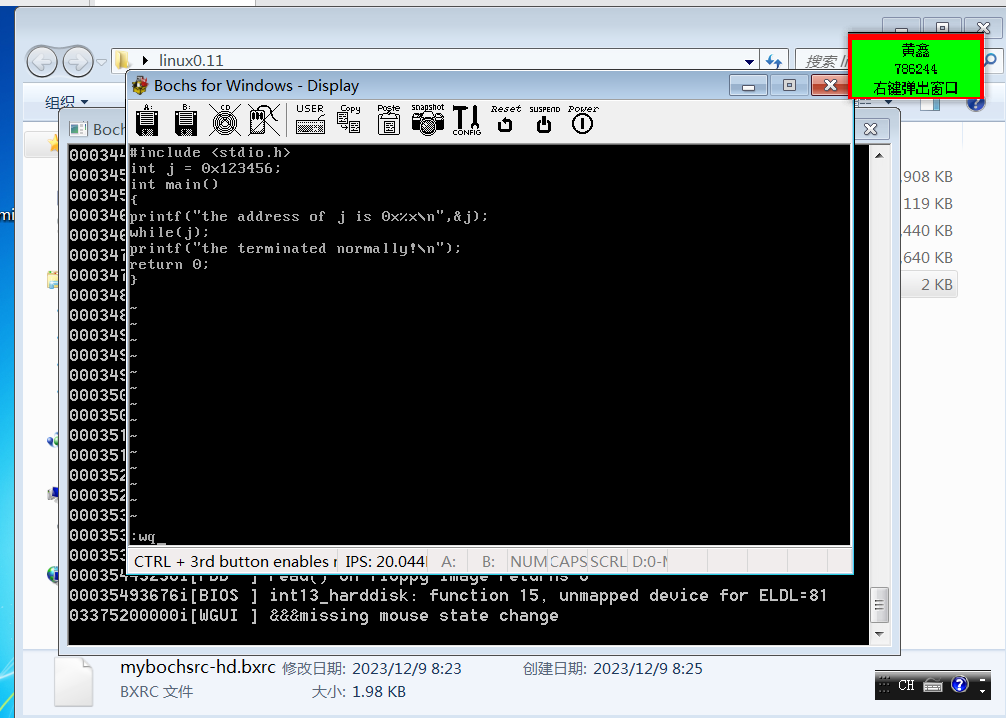 linux0.11
搜索
黄鑫
786244
右键弹出窗口
组织
Bochs for Windows - Display
Boch
A:
B:
CD
USER
Copy
Paste
snapshot
CONFIG
Reset
SUSPEND
Power
000344
#include <stdio.h>
000345
int j = 0x123456;
000345
int main()
000346
{
000346
printf("the address of j is 0x%x\n",&j);
000347
while(j);
000347
printf("the terminated normally!\n");
000348
return 0;
000348
}
000349
~
000349
~
000349
~
000350
~
000350
~
000351
~
000351
~
000352
~
000352
~
000353
~
000353
~
~
~
~
~
:wq_
.908 KB
119 KB
.440 KB
.640 KB
2 KB
CTRL + 3rd button enables
IPS: 20.044
A:
B:
NUM
CAPS
SCRL
D:0-
read() on floppy image returns 0
00035493676i[BIOS ] int13_harddisk: function 15, unmapped device for ELDL=81
03375200000i[WGUI ] &&&missing mouse state change
mybochsrc-hd.bxrc 修改日期: 2023/12/9 8:23 创建日期: 2023/12/9 8:25
BXRC 文件 大小: 1.98 KB
CH